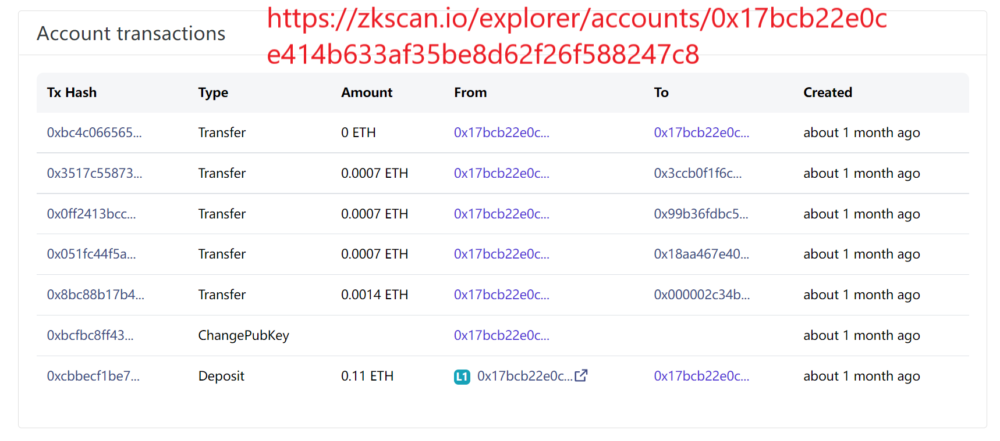 https://zkscan.io/explorer/accounts/0x17bcb22e0c
e414b633af35be8d62f26f588247c8
Account transactions
Tx Hash Type Amount From To Created
0xbc4c066565... Transfer 0 ETH 0x17bcb22e0c... 0x17bcb22e0c... about 1 month ago
0x3517c55873... Transfer 0.0007 ETH 0x17bcb22e0c... 0x3ccb0f1f6c... about 1 month ago
0x0ff2413bcc... Transfer 0.0007 ETH 0x17bcb22e0c... 0x99b36fdbc5... about 1 month ago
0x051fc44f5a... Transfer 0.0007 ETH 0x17bcb22e0c... 0x18aa467e40... about 1 month ago
0x8bc88b17b4... Transfer 0.0014 ETH 0x17bcb22e0c... 0x000002c34b... about 1 month ago
0xbcfbc8ff43... ChangePubKey 0x17bcb22e0c... about 1 month ago
0xcbbecf1be7... Deposit 0.11 ETH L1 0x17bcb22e0c... 0x17bcb22e0c... about 1 month ago